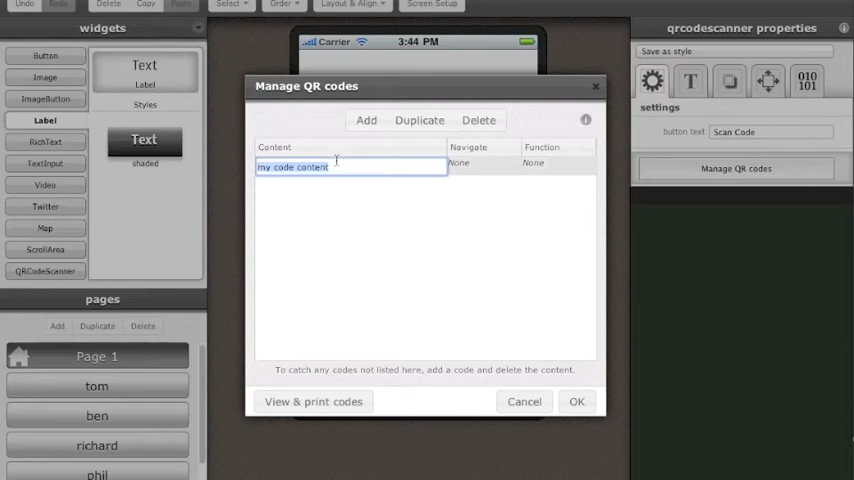 Undo Redo Delete Copy Paste Select Order Layout & Align Screen Setup
widgets
Button
Image
ImageButton
Label
RichText
TextInput
Video
Twitter
Map
ScrollArea
QRCodeScanner
Text
Label
Styles
Text
shaded
pages
Add Duplicate Delete
Page 1
tom
ben
richard
phil
Carrier 3:44 PM
Manage QR codes
Add Duplicate Delete
Content Navigate Function
my code content None None
To catch any codes not listed here, add a code and delete the content.
View & print codes Cancel OK
qrcodescanner properties
Save as style
T 010
101
settings
button text Scan Code
Manage QR codes